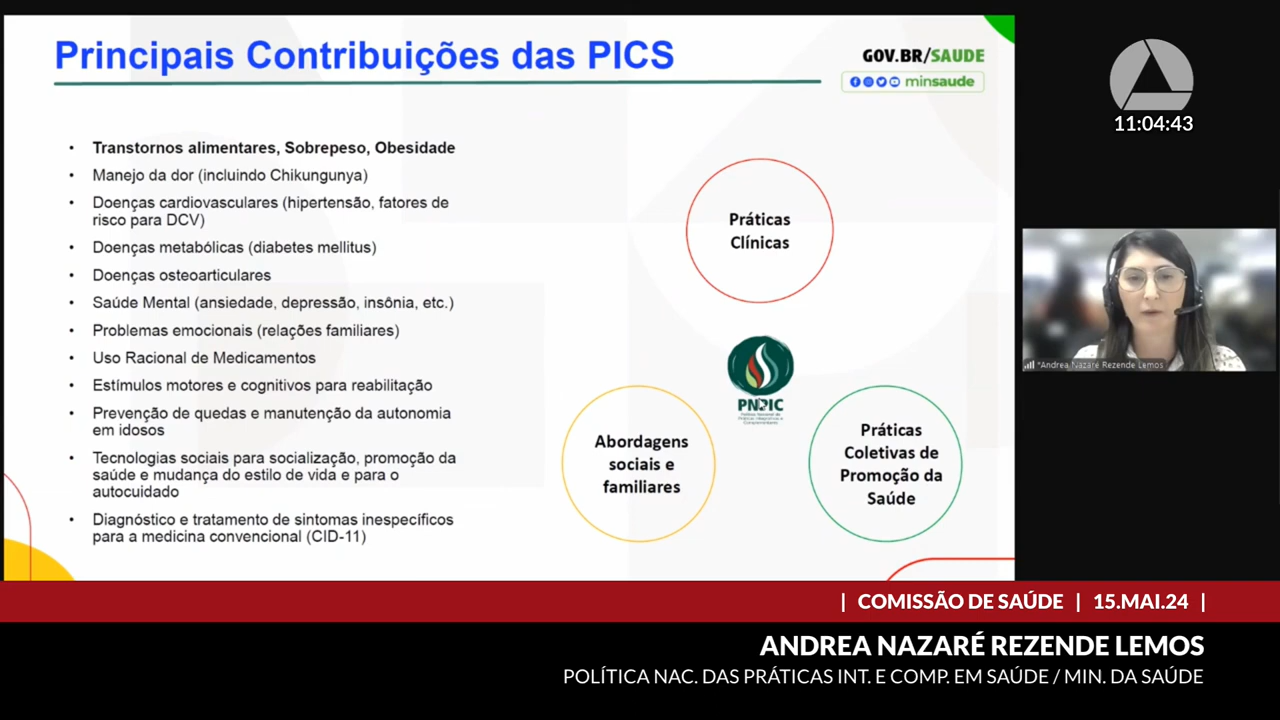 Principais Contribuições das PICS
GOV.BR/SAUDE
minsaude
11:04:43
• Transtornos alimentares, Sobrepeso, Obesidade
• Manejo da dor (incluindo Chikungunya)
• Doenças cardiovasculares (hipertensão, fatores de
risco para DCV)
• Doenças metabólicas (diabetes mellitus)
• Doenças osteoarticulares
• Saúde Mental (ansiedade, depressão, insônia, etc.)
• Problemas emocionais (relações familiares)
• Uso Racional de Medicamentos
• Estímulos motores e cognitivos para reabilitação
• Prevenção de quedas e manutenção da autonomia
em idosos
• Tecnologias sociais para socialização, promoção da
saúde e mudança do estilo de vida e para o
autocuidado
• Diagnóstico e tratamento de sintomas inespecíficos
para a medicina convencional (CID-11)
Práticas
Clínicas
PNPIC
Abordagens
sociais e
familiares
Práticas
Coletivas de
Promoção da
Saúde
*Andrea Nazaré Rezende Lemos
| COMISSÃO DE SAÚDE | 15.MAI.24 |
ANDREA NAZARÉ REZENDE LEMOS
POLÍTICA NAC. DAS PRÁTICAS INT. E COMP. EM SAÚDE / MIN. DA SAÚDE